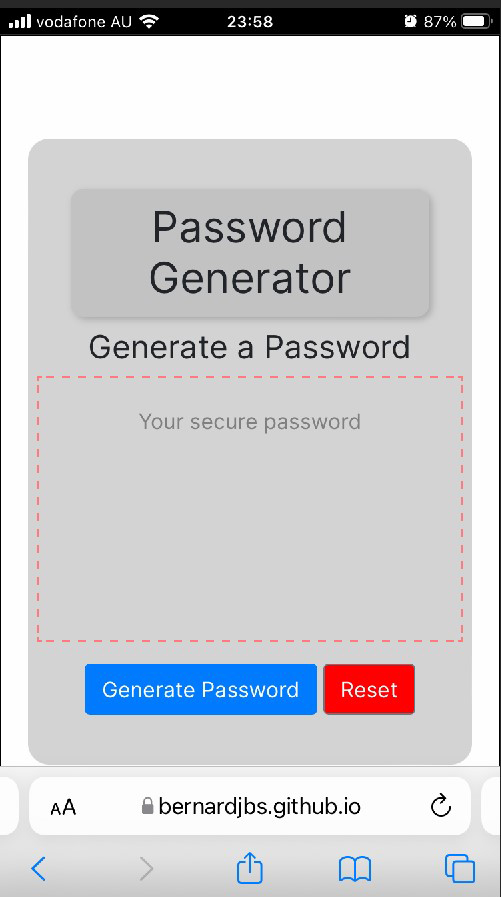 vodafone AU 23:58 87%
Password
Generator
Generate a Password
Your secure password
Generate Password Reset
AA bernardjbs.github.io